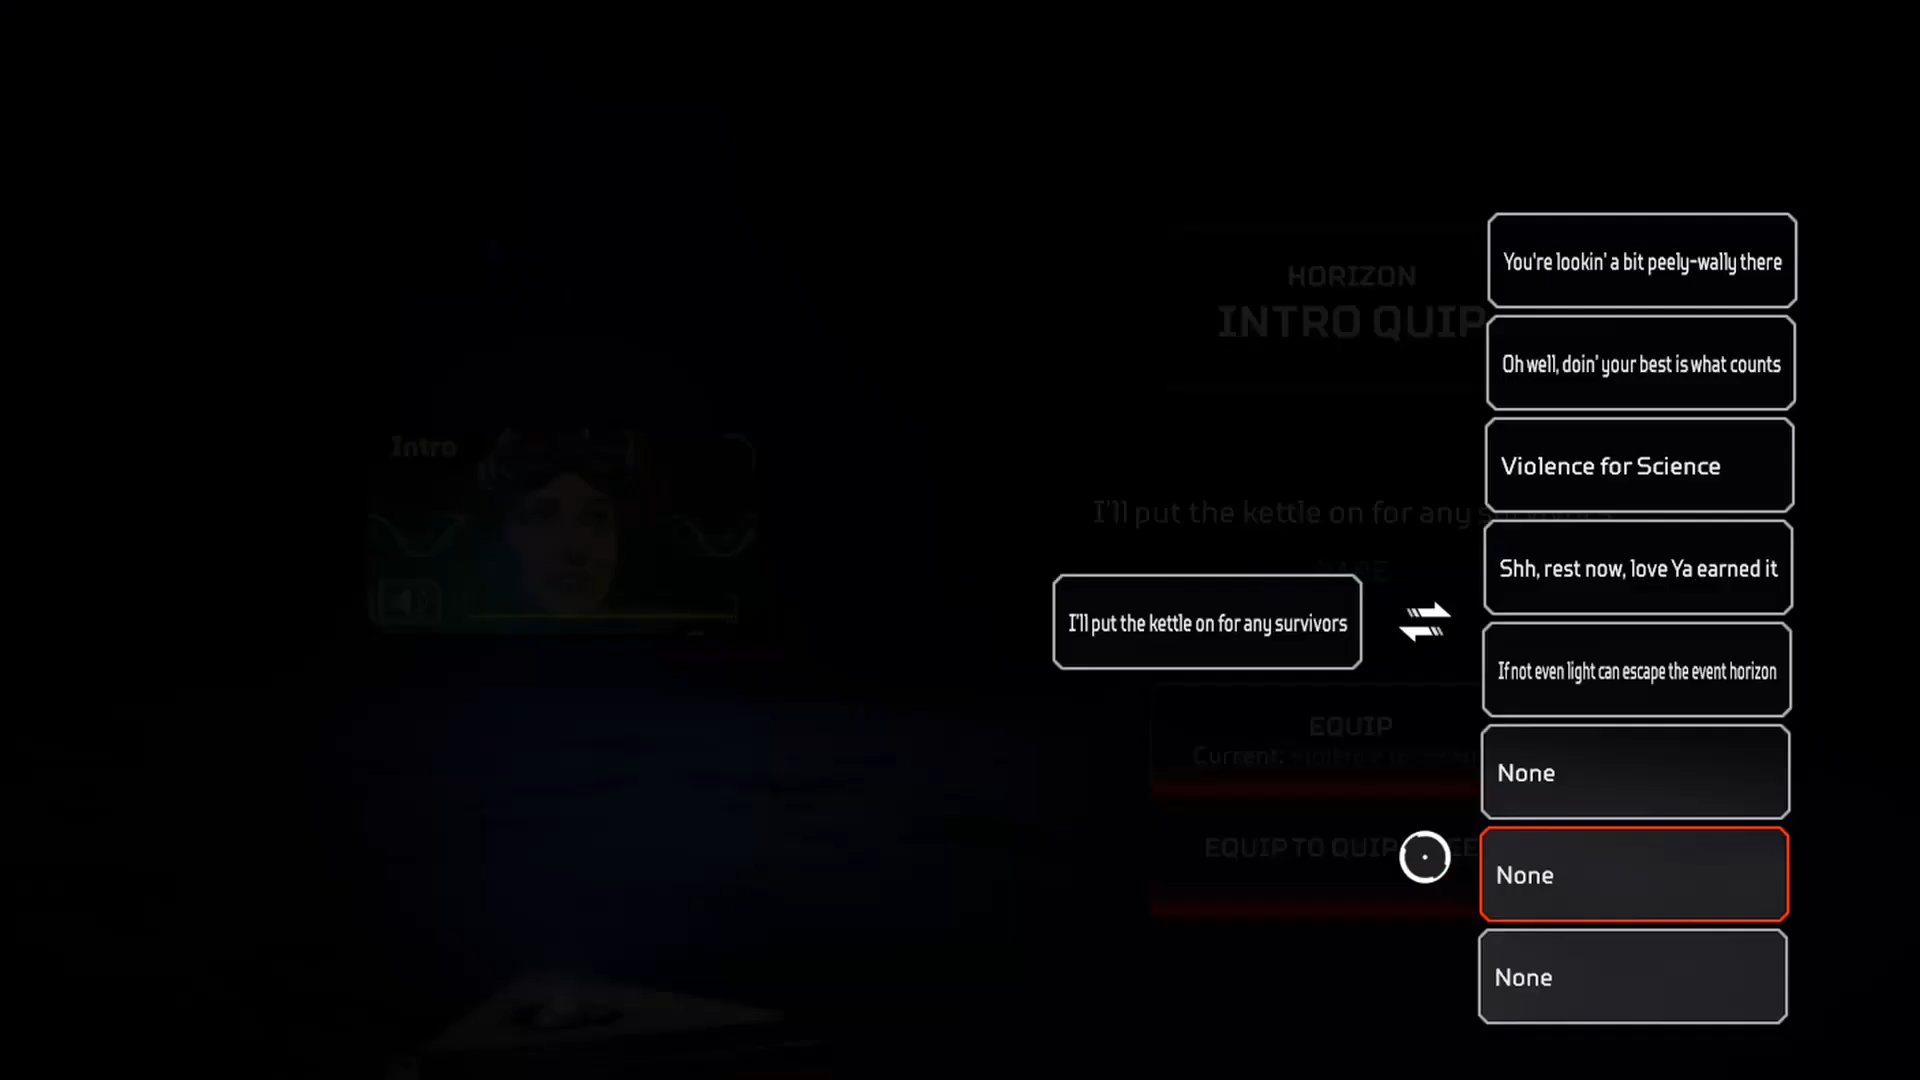 HORIZON
INTRO QUIP
Intro
I'll put the kettle on for any
I'll put the kettle on for any survivors
EQUIP
Current:
EQUIP TO QUIP
You're lookin' a bit peely-wally there
Oh well, doin' your best is what counts
Violence for Science
Shh, rest now, love Ya earned it
If not even light can escape the event horizon
None
None
None